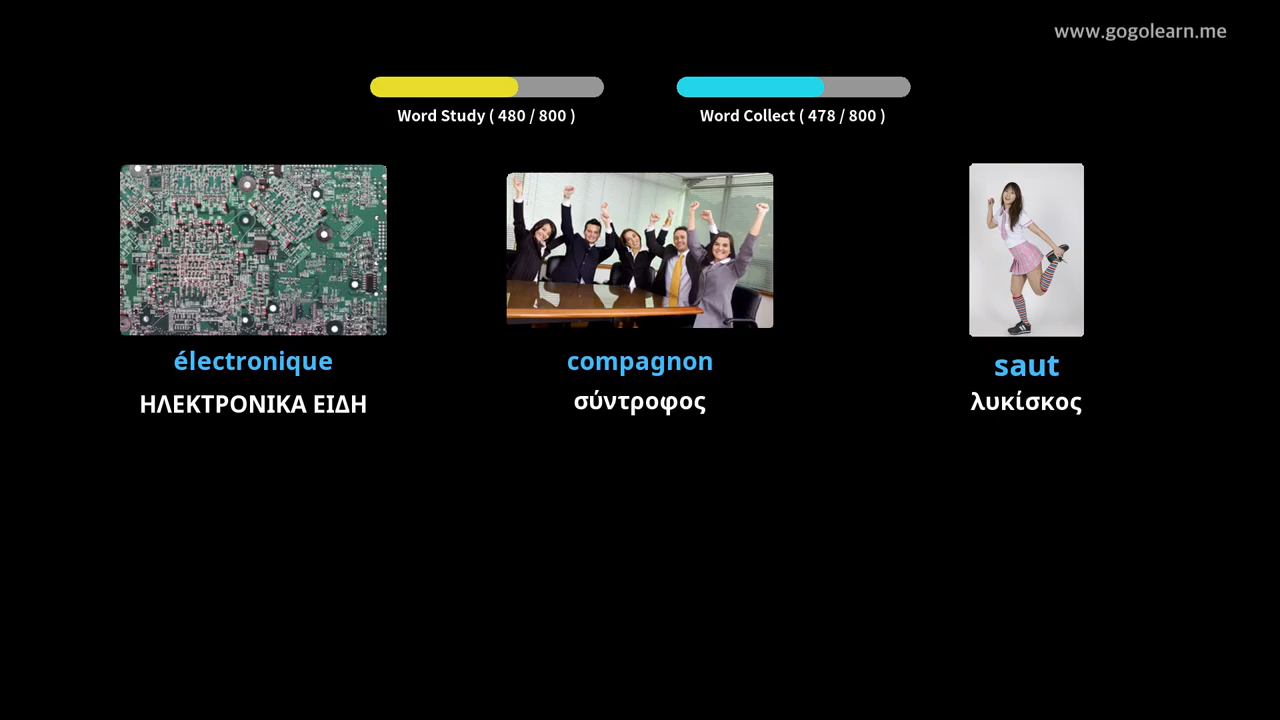 www.gogolearn.me
Word Study ( 480 / 800 )
Word Collect ( 478 / 800 )
électronique
compagnon
saut
ΗΛΕΚΤΡΟΝΙΚΑ ΕΙΔΗ
σύντροφος
λυκίσκος